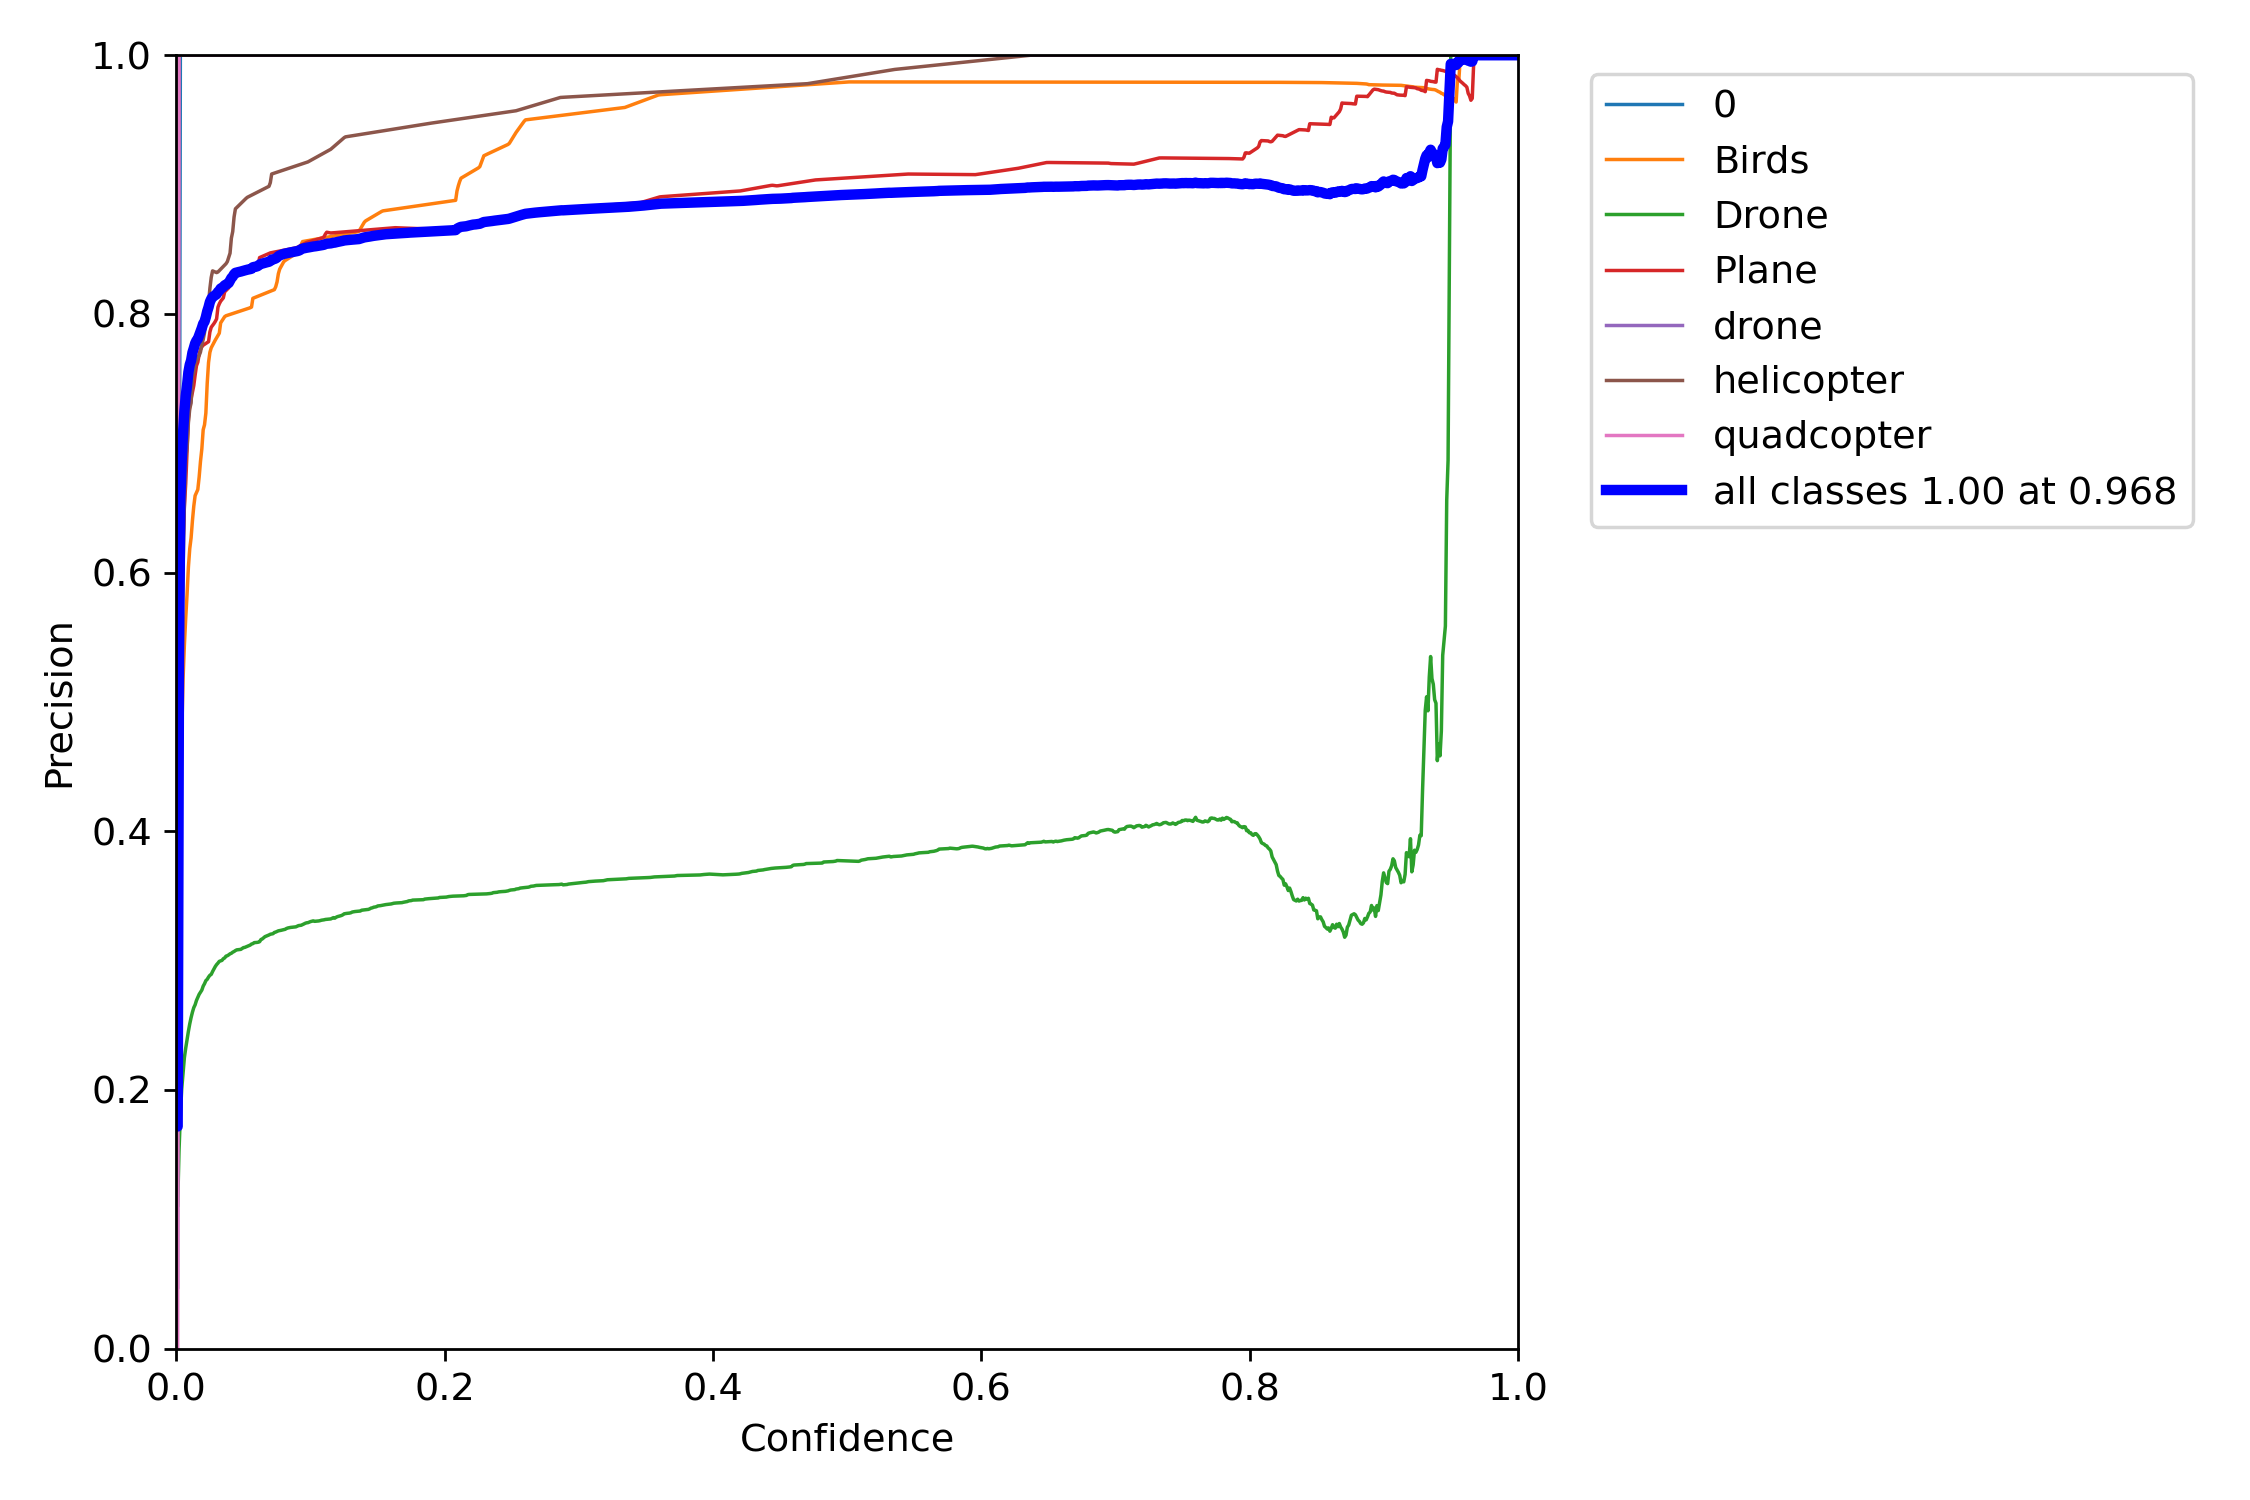 1.0
0.8
0.6
0.4
0.2
0.0
Precision
0.0 0.2 0.4 0.6 0.8 1.0
Confidence
0
Birds
Drone
Plane
drone
helicopter
quadcopter
all classes 1.00 at 0.968